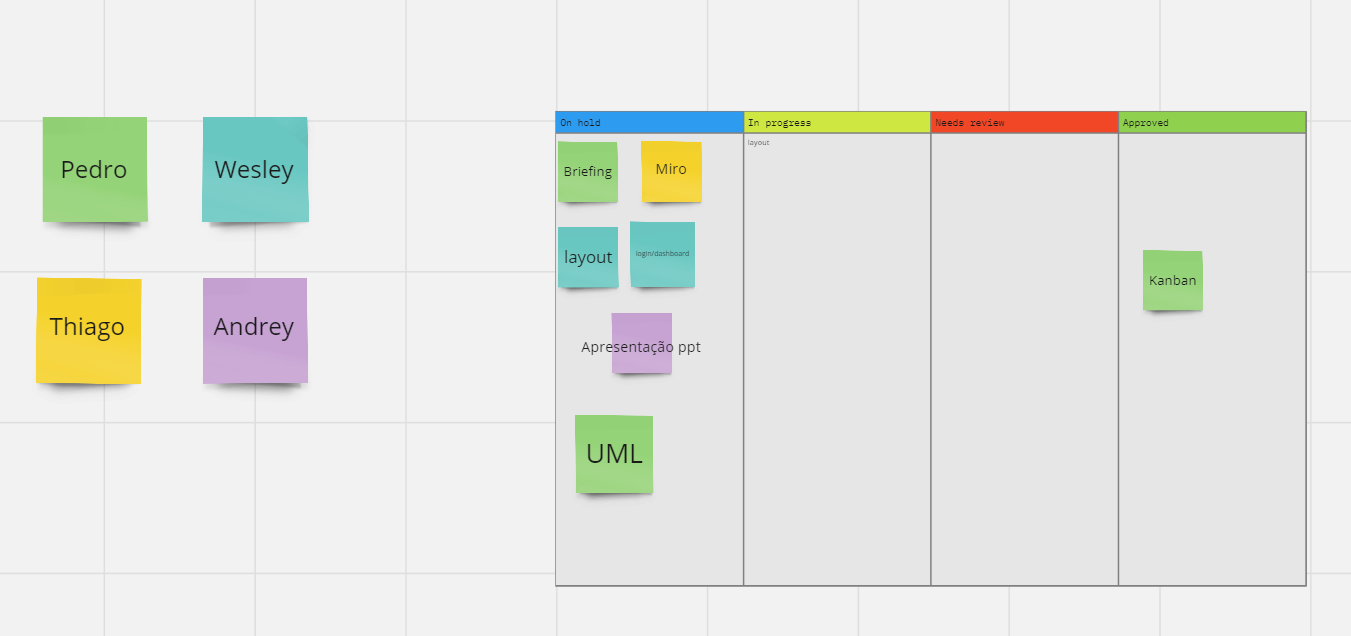 Pedro
Wesley
Thiago
Andrey
On hold
In progress
Needs review
Approved
Briefing
Miro
layout
login/dashboard
Apresentação ppt
UML
layout
Kanban